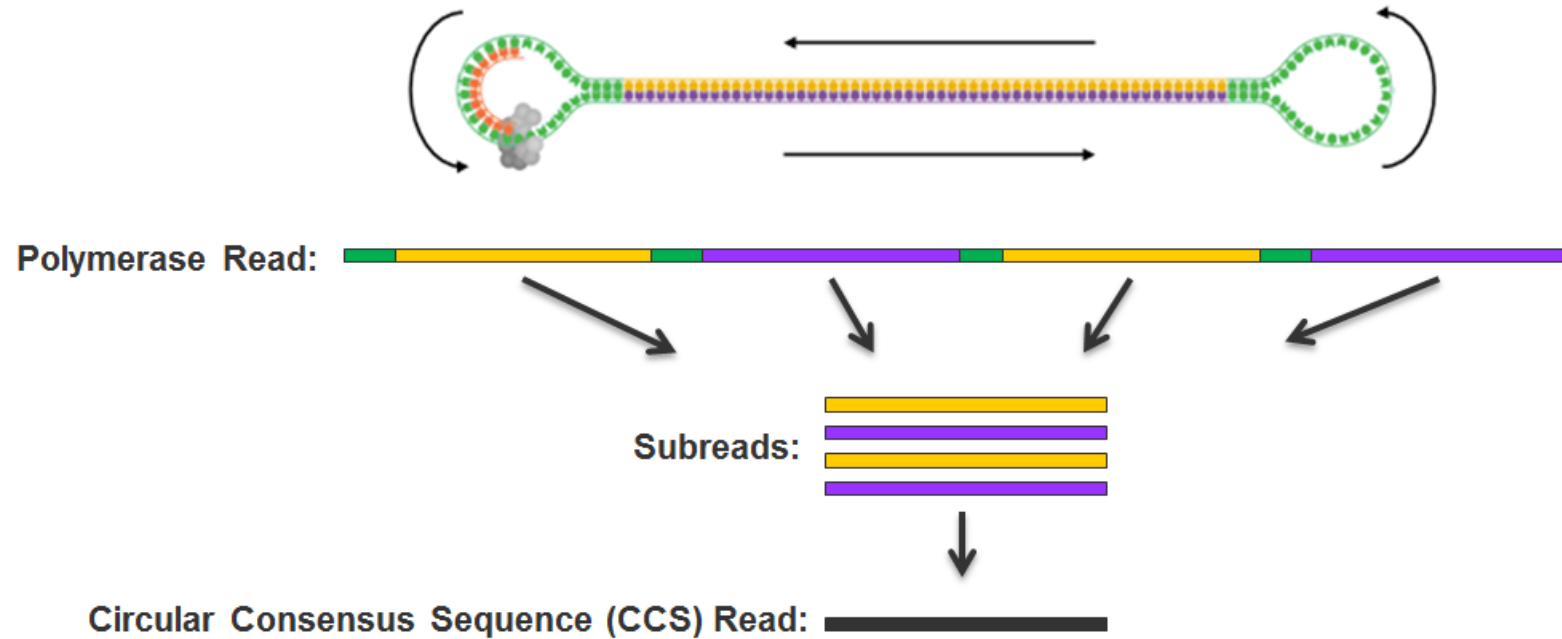 Polymerase Read:
Subreads:
Circular Consensus Sequence (CCS) Read: